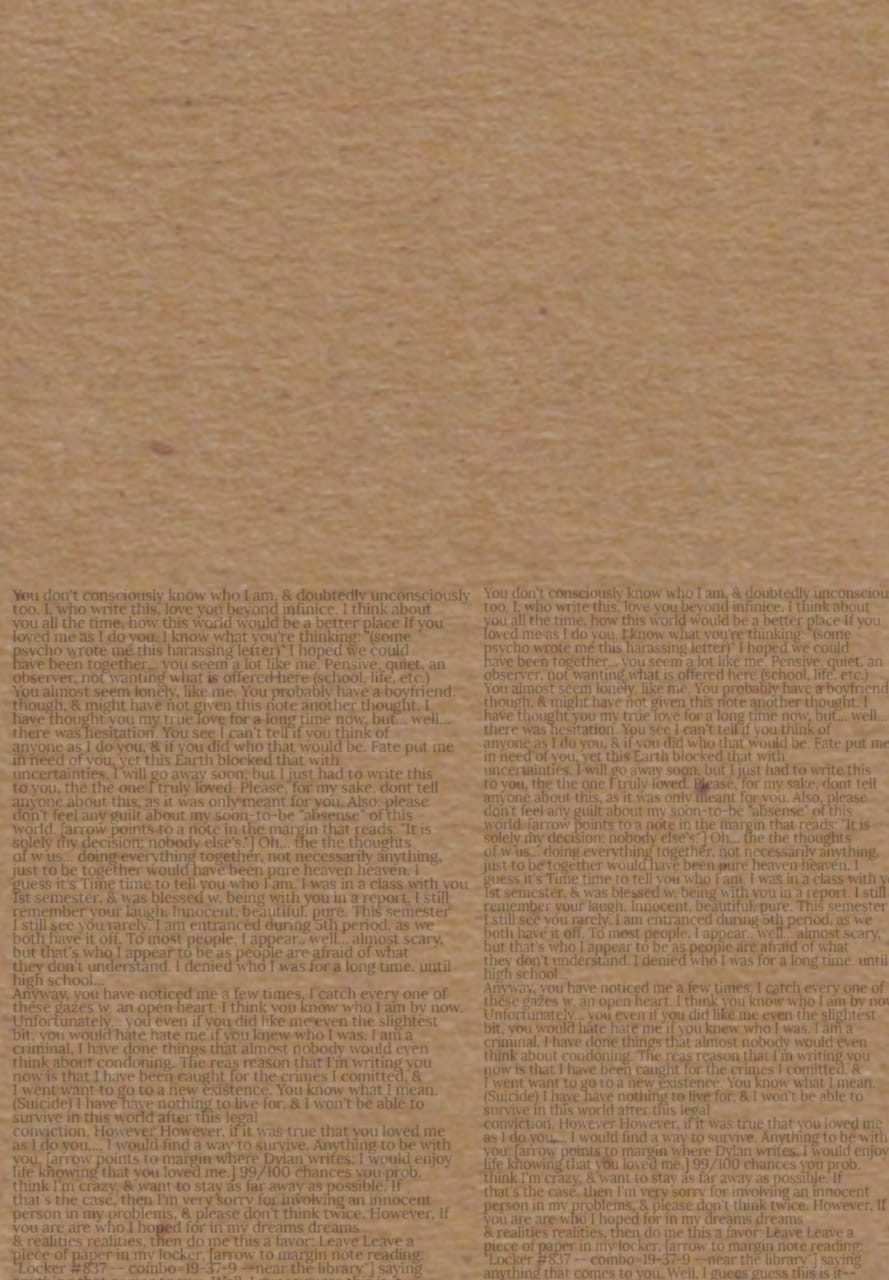 You don't consciously know who I am, & doubtedly unconsciously
too. I, who write this, love you beyond infinice. I think about
you all the time, how this world would be a better place If you
loved me as I do you. I know what you're thinking: "(some
psycho wrote me this harassing letter)" I hoped we could
have been together... you seem a lot like me. Pensive, quiet, an
observer, not wanting what is offered here (school, life, etc.)
You almost seem lonely, like me. You probably have a boyfriend
though, & might have not given this note another thought. I
have thought you my true love for a long time now, but... well...
there was hesitation. You see I can't tell if you think of
anyone as I do you, & if you did who that would be. Fate put me
in need of you, yet this Earth blocked that with
uncertainties. I will go away soon, but I just had to write this
to you, the the one I truly loved. Please, for my sake, dont tell
anyone about this, as it was only meant for you. Also, please
don't feel any guilt about my soon-to-be "absense" of this
world. [arrow points to a note in the margin that reads: "It is
solely my decision: nobody else's."] Oh... the the thoughts
of w us... doing everything together, not necessarily anything,
just to be together would have been pure heaven heaven. I
guess it's Time time to tell you who I am. I was in a class with you
1st semester, & was blessed w. being with you in a report. I still
remember your laugh. Innocent, beautiful, pure. This semester
I still see you rarely. I am entranced during 5th period, as we
both have it off. To most people, I appear.. well... almost scary,
but that's who I appear to be as people are afraid of what
they don't understand. I denied who I was for a long time. until
high school...
Anyway, you have noticed me a few times, I catch every one of
these gazes w. an open heart. I think you know who I am by now.
Unfortunately... you even if you did like me even the slightest
bit, you would hate hate me if you knew who I was. I am a
criminal, I have done things that almost nobody would even
think about condoning. The reas reason that I'm writing you
now is that I have been caught for the crimes I comitted, &
I went want to go to a new existence. You know what I mean.
(Suicide) I have have nothing to live for, & I won't be able to
survive in this world after this legal
conviction. However However, if it was true that you loved me
as I do you.... I would find a way to survive. Anything to be with
you. [arrow points to margin where Dylan writes: I would enjoy
life knowing that you loved me.] 99/100 chances you prob.
think I'm crazy, & want to stay as far away as possible. If
that's the case, then I'm very sorry for involving an innocent
person in my problems, & please don't think twice. However, If
you are are who I hoped for in my dreams dreams
& realities realities, then do me this a favor: Leave Leave a
piece of paper in my locker, [arrow to margin note reading:
"Locker #837 -- combo=19-37-9 --near the library"] saying
You don't consciously know who I am, & doubtedly unconsciou
too. I, who write this, love you beyond infinice. I think about
you all the time, how this world would be a better place If you
loved me as I do you. I know what you're thinking: "(some
psycho wrote me this harassing letter)" I hoped we could
have been together... you seem a lot like me. Pensive, quiet, an
observer, not wanting what is offered here (school, life, etc.)
You almost seem lonely, like me. You probably have a boyfriend
though, & might have not given this note another thought. I
have thought you my true love for a long time now, but... well...
there was hesitation. You see I can't tell if you think of
anyone as I do you, & if you did who that would be. Fate put me
in need of you, yet this Earth blocked that with
uncertainties. I will go away soon, but I just had to write this
to you, the the one I truly loved. Please, for my sake, dont tell
anyone about this, as it was only meant for you. Also, please
don't feel any guilt about my soon-to-be "absense" of this
world. [arrow points to a note in the margin that reads: "It is
solely my decision: nobody else's."] Oh... the the thoughts
of w us... doing everything together, not necessarily anything,
just to be together would have been pure heaven heaven. I
guess it's Time time to tell you who I am. I was in a class with y
1st semester, & was blessed w. being with you in a report. I still
remember your laugh. Innocent, beautiful, pure. This semester
I still see you rarely. I am entranced during 5th period, as we
both have it off. To most people, I appear.. well... almost scary,
but that's who I appear to be as people are afraid of what
they don't understand. I denied who I was for a long time. until
high school...
Anyway, you have noticed me a few times, I catch every one of
these gazes w. an open heart. I think you know who I am by now
Unfortunately... you even if you did like me even the slightest
bit, you would hate hate me if you knew who I was. I am a
criminal, I have done things that almost nobody would even
think about condoning. The reas reason that I'm writing you
now is that I have been caught for the crimes I comitted, &
I went want to go to a new existence. You know what I mean.
(Suicide) I have have nothing to live for, & I won't be able to
survive in this world after this legal
conviction. However However, if it was true that you loved me
as I do you.... I would find a way to survive. Anything to be with
you. [arrow points to margin where Dylan writes: I would enjoy
life knowing that you loved me.] 99/100 chances you prob.
think I'm crazy, & want to stay as far away as possible. If
that's the case, then I'm very sorry for involving an innocent
person in my problems, & please don't think twice. However, If
you are are who I hoped for in my dreams dreams
& realities realities, then do me this a favor: Leave Leave a
piece of paper in my locker, [arrow to margin note reading:
"Locker #837 -- combo=19-37-9 --near the library"] saying
anything that comes to you. Well, I guess guess this is it--